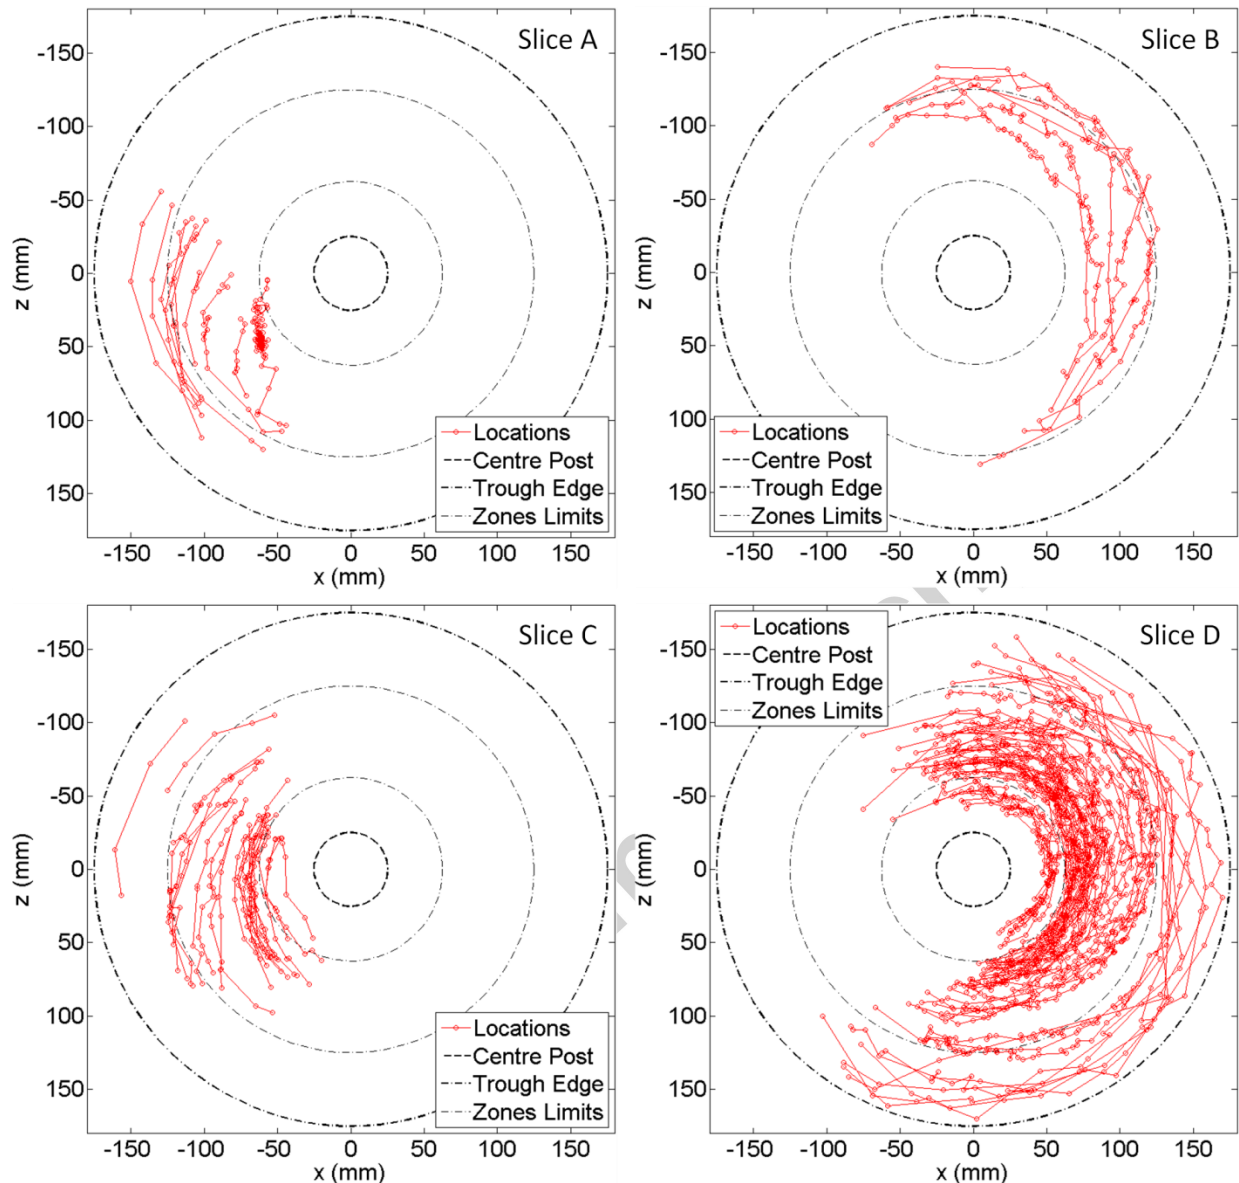 Slice A
-150
-100
-50
0
50
100
150
z (mm)
-150 -100 -50 0 50 100 150
x (mm)
Locations
Centre Post
Trough Edge
Zones Limits
Slice B
-150
-100
-50
0
50
100
150
z (mm)
-150 -100 -50 0 50 100 150
x (mm)
Locations
Centre Post
Trough Edge
Zones Limits
Slice C
-150
-100
-50
0
50
100
150
z (mm)
-150 -100 -50 0 50 100 150
x (mm)
Locations
Centre Post
Trough Edge
Zones Limits
Slice D
-150
-100
-50
0
50
100
150
z (mm)
-150 -100 -50 0 50 100 150
x (mm)
Locations
Centre Post
Trough Edge
Zones Limits